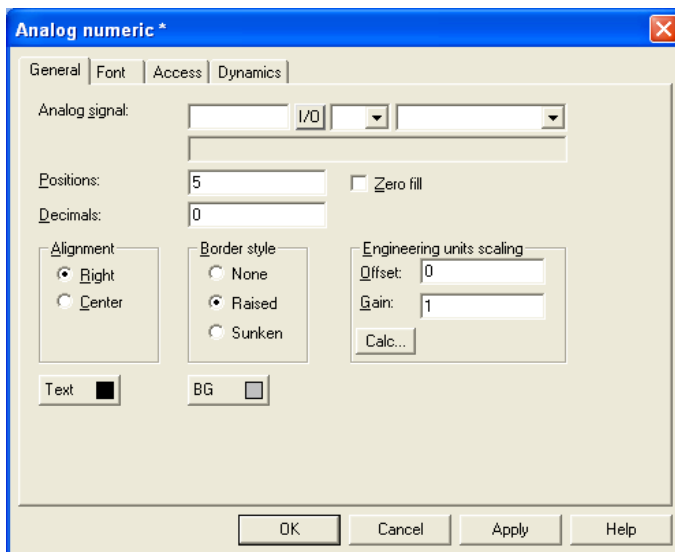 Analog numeric *
General Font Access Dynamics
Analog signal: I/O
Positions: 5 Zero fill
Decimals: 0
Alignment Border style Engineering units scaling
Right None Offset: 0
Center Raised Gain: 1
Sunken Calc...
Text BG
OK Cancel Apply Help